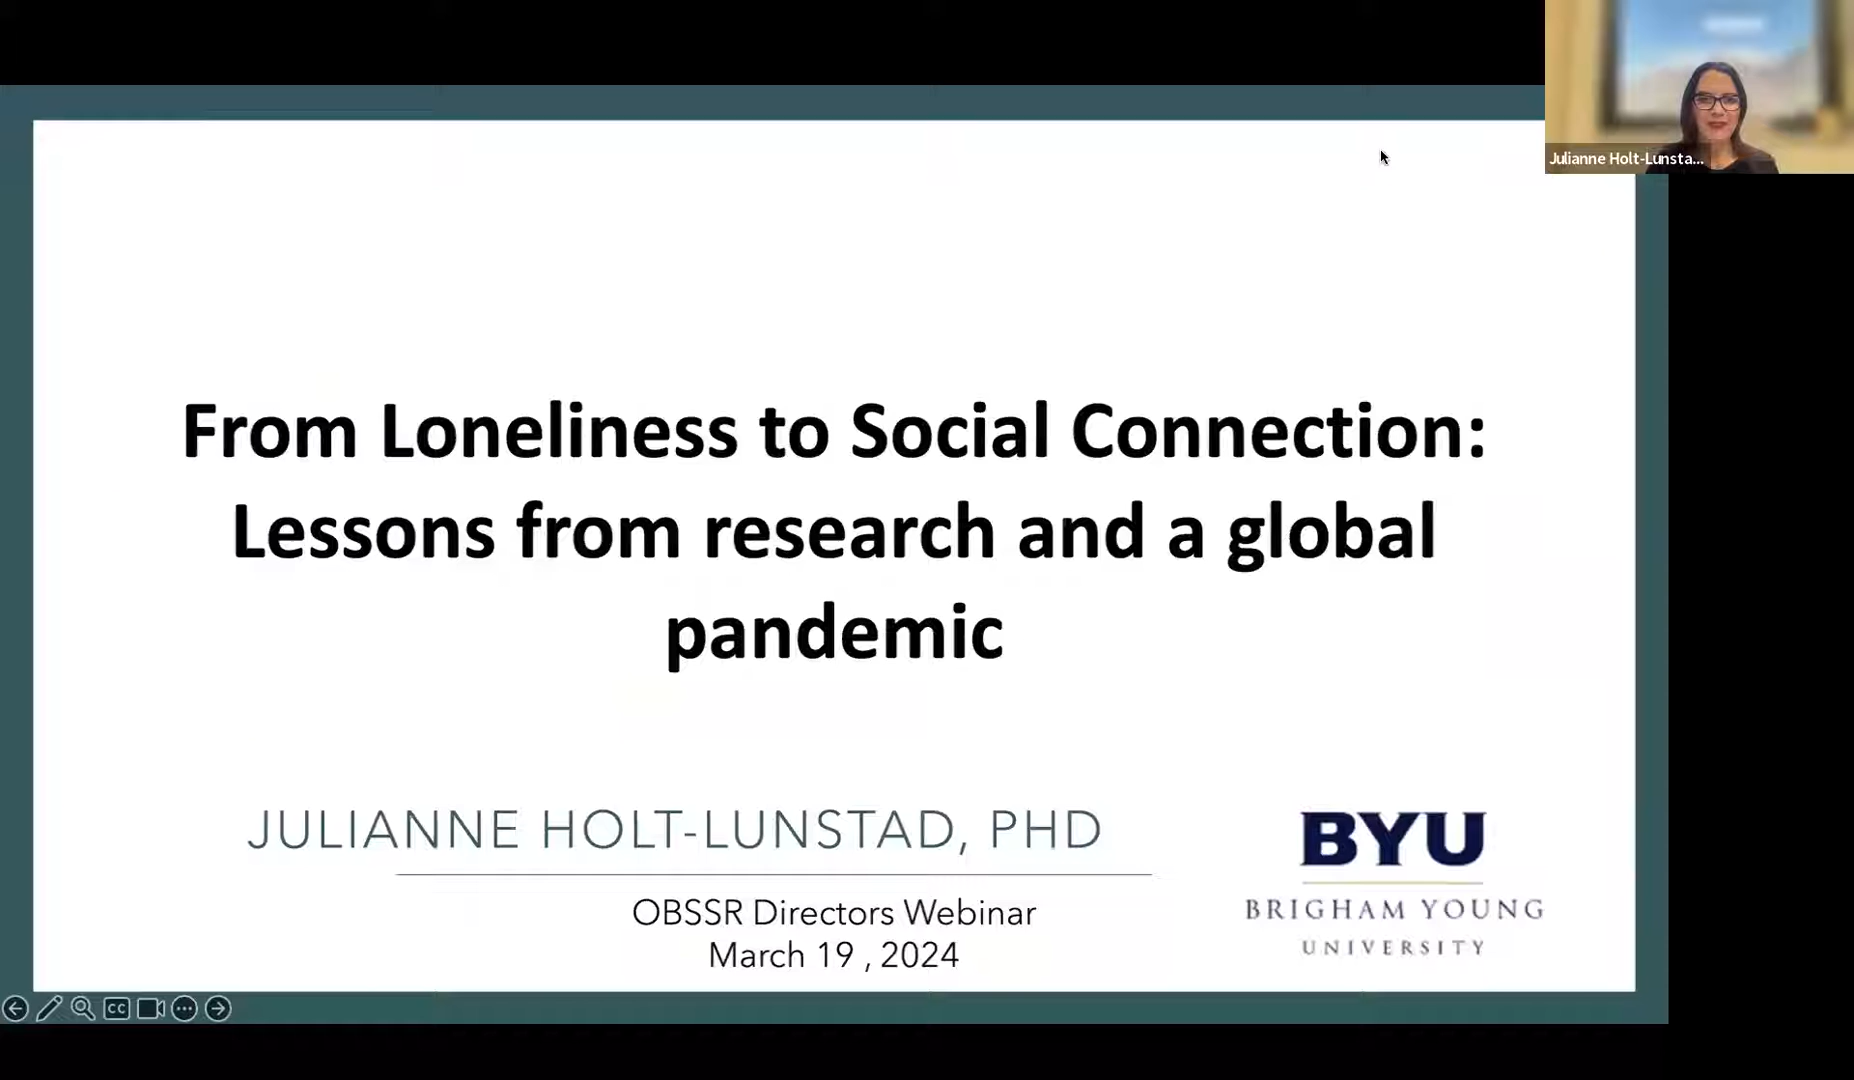 Julianne Holt-Lunsta...
From Loneliness to Social Connection:
Lessons from research and a global
pandemic
JULIANNE HOLT-LUNSTAD, PHD
OBSSR Directors Webinar
March 19 , 2024
BYU
BRIGHAM YOUNG
UNIVERSITY
CC